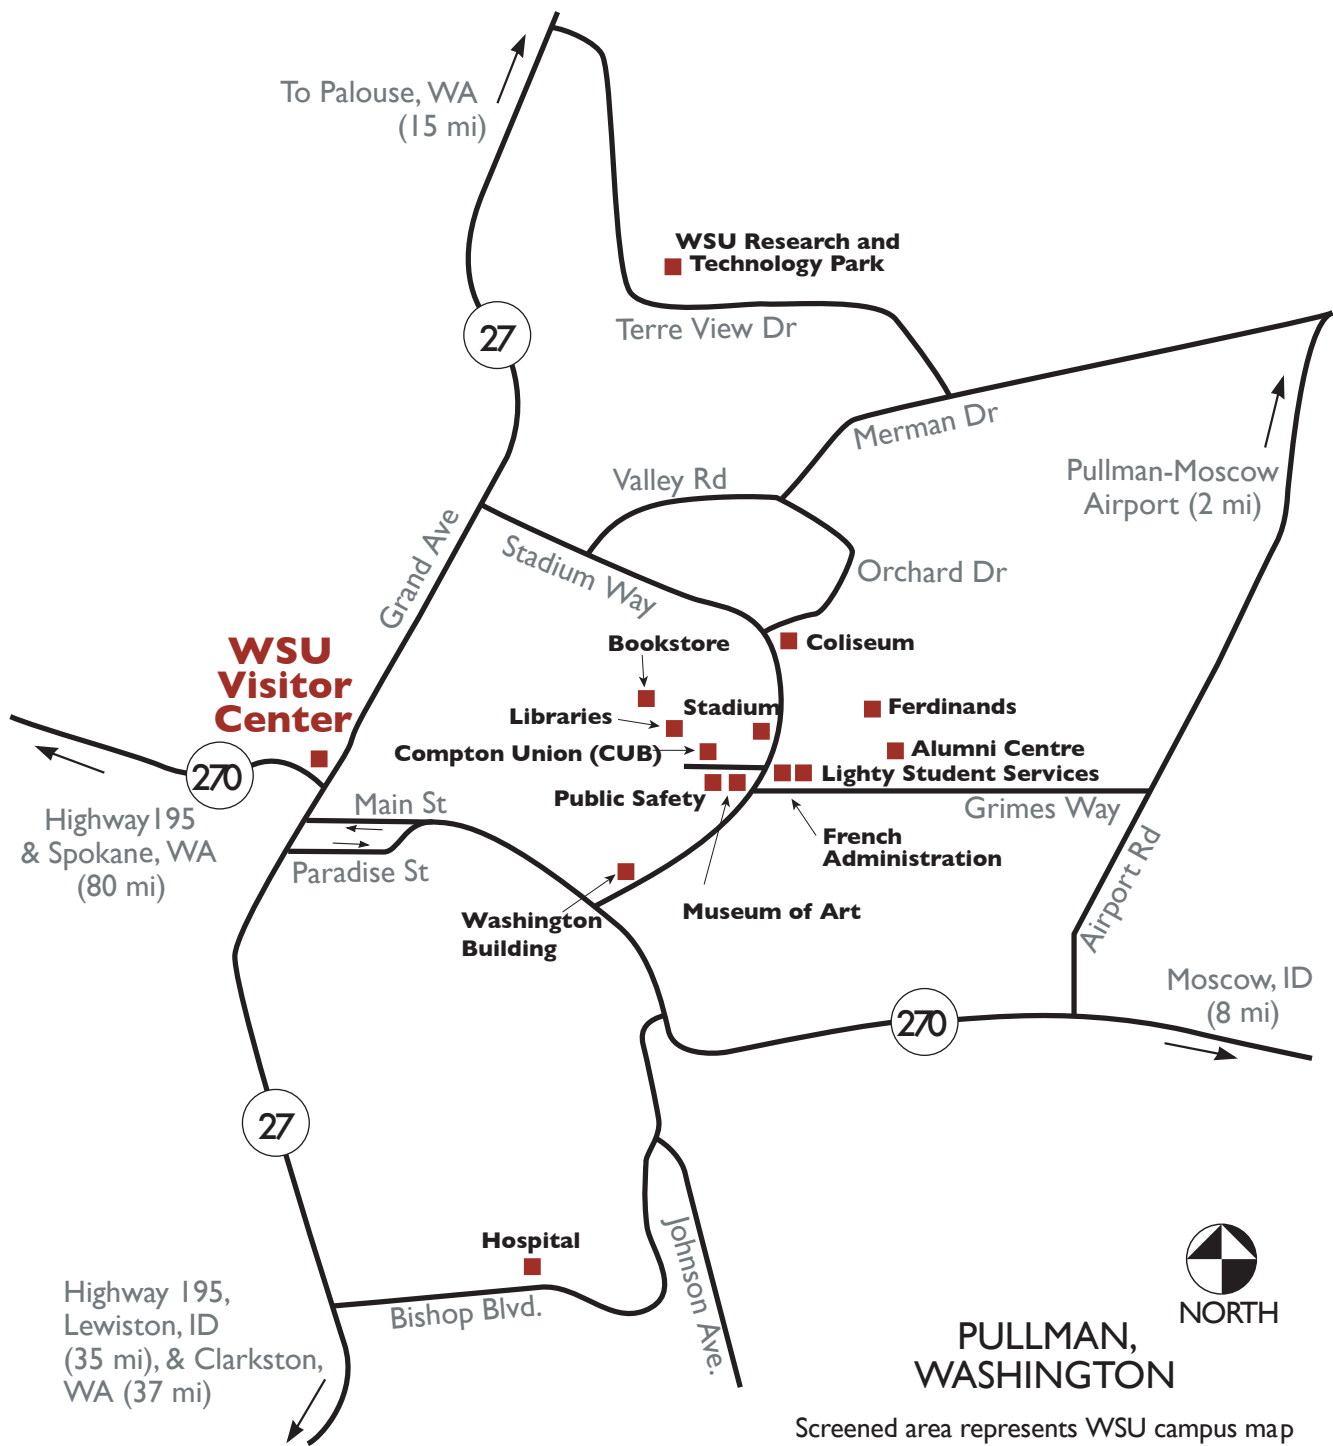 To Palouse, WA
(15 mi)
WSU Research and
Technology Park
27
Terre View Dr
Merman Dr
Pullman-Moscow
Airport (2 mi)
Valley Rd
Grand Ave
Stadium Way
Orchard Dr
WSU
Visitor
Center
Bookstore
Coliseum
Libraries
Stadium
Ferdinands
Compton Union (CUB)
Alumni Centre
270
Lighty Student Services
Public Safety
Main St
Grimes Way
Highway195
& Spokane, WA
(80 mi)
French
Administration
Paradise St
Airport Rd
Museum of Art
Washington
Building
Moscow, ID
(8 mi)
270
27
Hospital
Johnson Ave.
Bishop Blvd.
Highway 195,
Lewiston, ID
(35 mi), & Clarkston,
WA (37 mi)
NORTH
PULLMAN,
WASHINGTON
Screened area represents WSU campus map